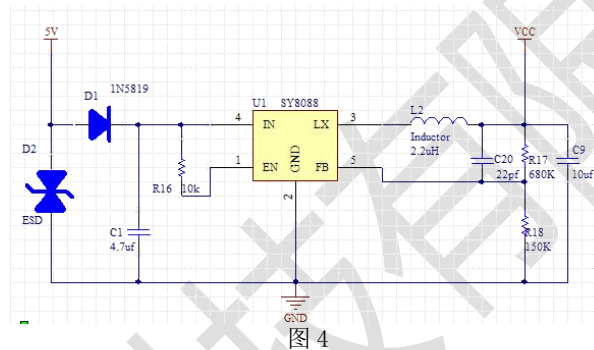 5V
VCC
D1
1N5819
U1
SY8088
L2
4
IN
LX
3
Inductor
2.2uH
D2
1
EN
GND
FB
5
C20
22pf
R17
680K
C9
10uf
R16
10k
2
ESD
C1
4.7uf
R18
150K
GND
图 4